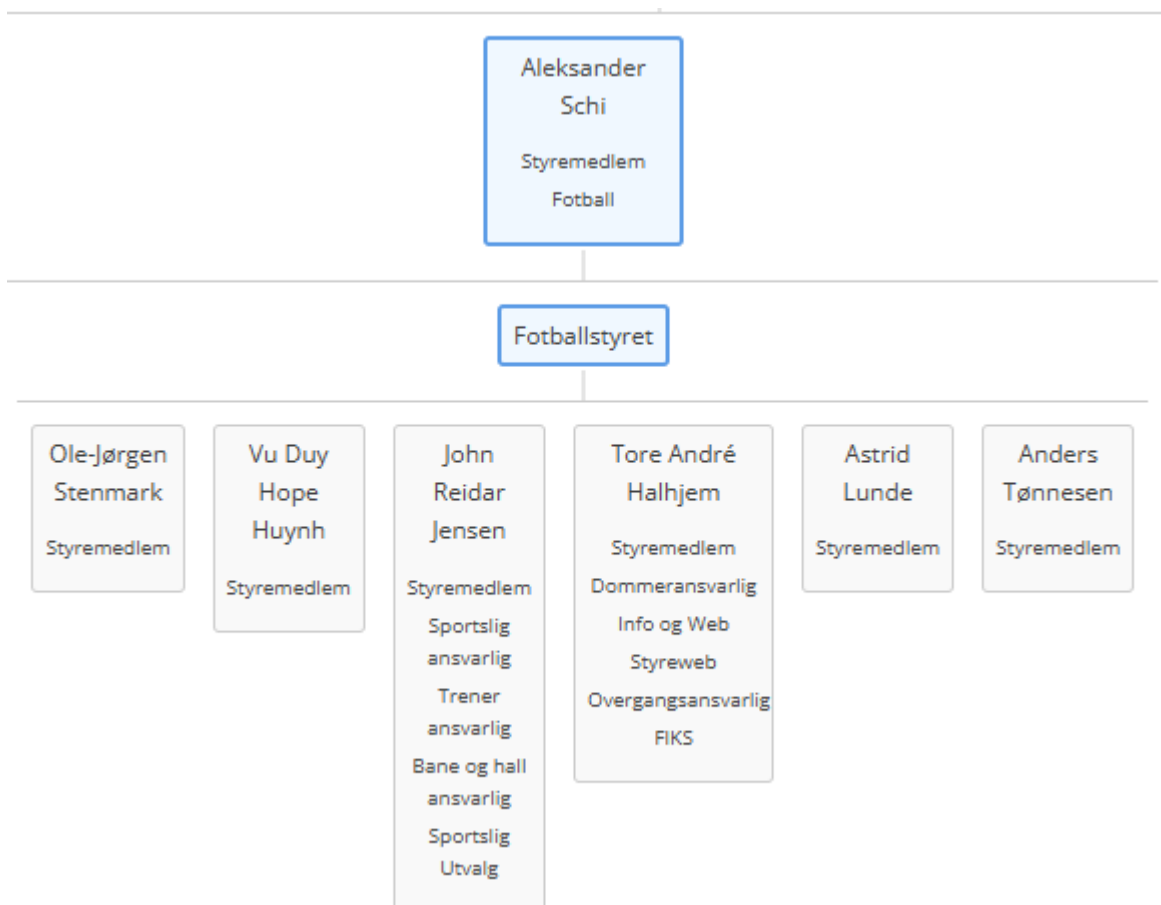 Aleksander
Schi
Styremedlem
Fotball
Fotballstyret
Ole-Jørgen
Stenmark
Styremedlem
Vu Duy
Hope
Huynh
Styremedlem
John
Reidar
Jensen
Styremedlem
Sportslig
ansvarlig
Trener
ansvarlig
Bane og hall
ansvarlig
Sportslig
Utvalg
Tore André
Halhjem
Styremedlem
Dommeransvarlig
Info og Web
Styreweb
Overgangsansvarlig
FIKS
Astrid
Lunde
Styremedlem
Anders
Tønnesen
Styremedlem